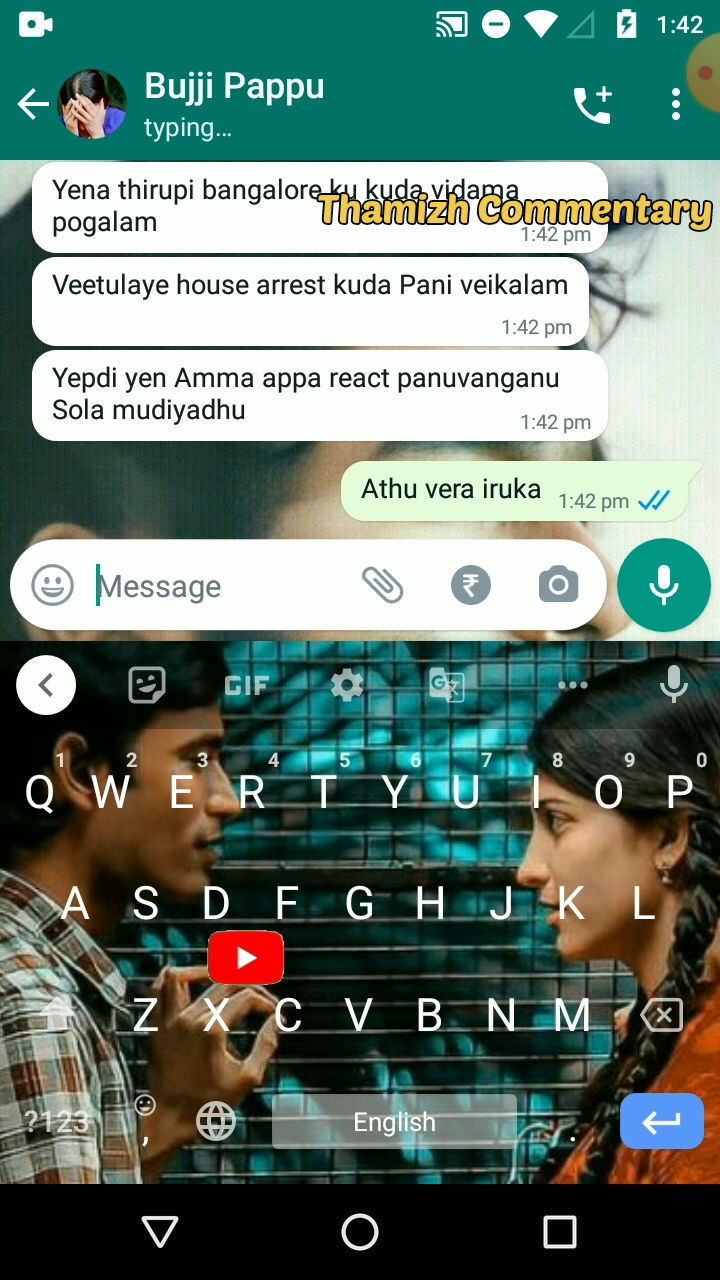 1:42
Bujji Pappu
typing...
Yena thirupi bangalore ku kuda vidama
pogalam
1:42 pm
Thamizh Commentary
Veetulaye house arrest kuda Pani veikalam
1:42 pm
Yepdi yen Amma appa react panuvanganu
Sola mudiyadhu
1:42 pm
Athu vera iruka
1:42 pm
Message
GIF
1 2 3 4 5 6 7 8 9 0
Q W E R T Y U I O P
A S D F G H J K L
Z X C V B N M
?123 , English .